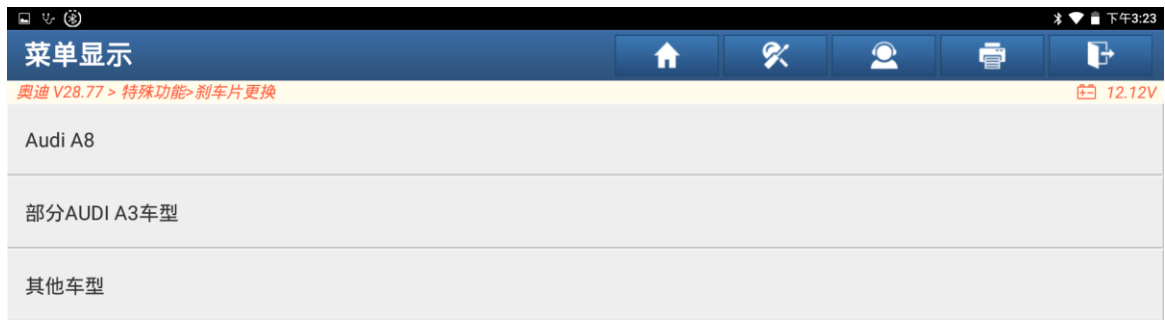 下午3:23
菜单显示
奥迪 V28.77 > 特殊功能>刹车片更换 12.12V
Audi A8
部分AUDI A3车型
其他车型